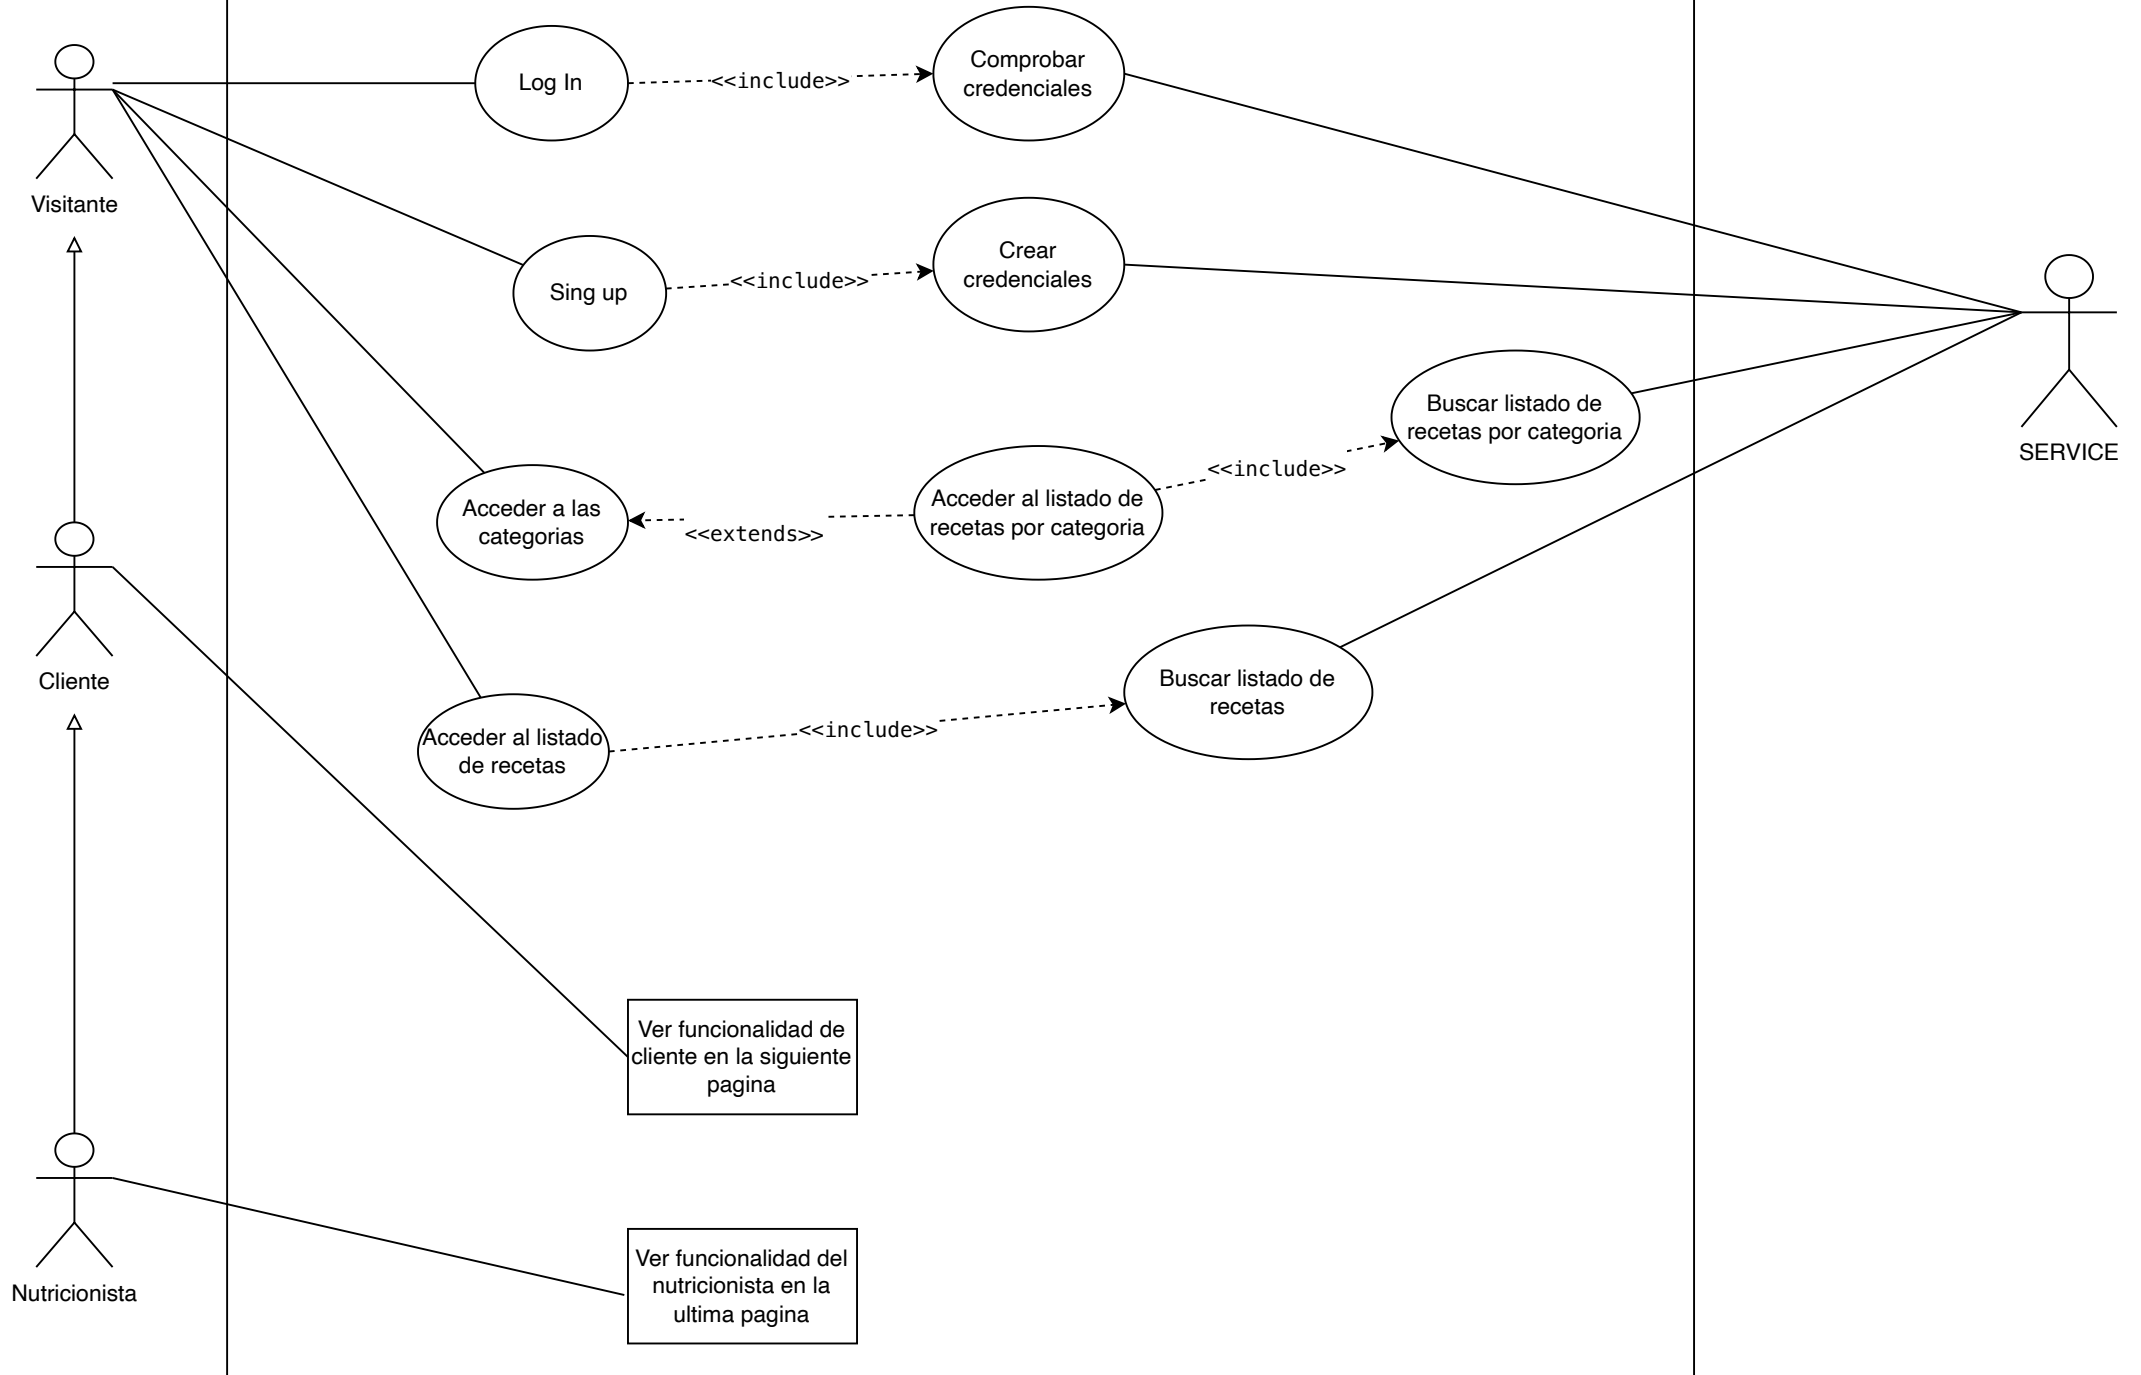 Log In
<<include>>
Comprobar
credenciales
Visitante
Sing up
<<include>>
Crear
credenciales
SERVICE
Acceder a las
categorias
<<extends>>
Acceder al listado de
recetas por categoria
<<include>>
Buscar listado de
recetas por categoria
Cliente
Acceder al listado
de recetas
<<include>>
Buscar listado de
recetas
Ver funcionalidad de
cliente en la siguiente
pagina
Nutricionista
Ver funcionalidad del
nutricionista en la
ultima pagina